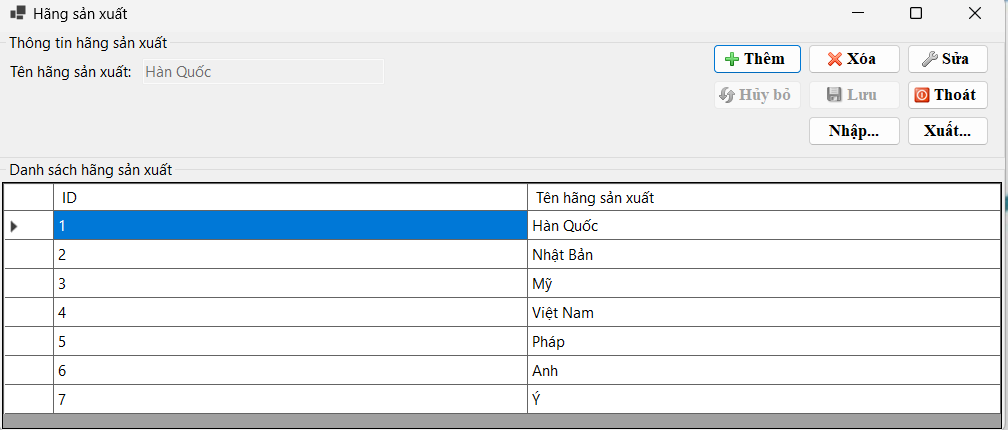 Hãng sản xuất
Thông tin hãng sản xuất
Tên hãng sản xuất: Hàn Quốc
Thêm Xóa Sửa
Hủy bỏ Lưu Thoát
Nhập... Xuất...
Danh sách hãng sản xuất
ID Tên hãng sản xuất
1 Hàn Quốc
2 Nhật Bản
3 Mỹ
4 Việt Nam
5 Pháp
6 Anh
7 Ý